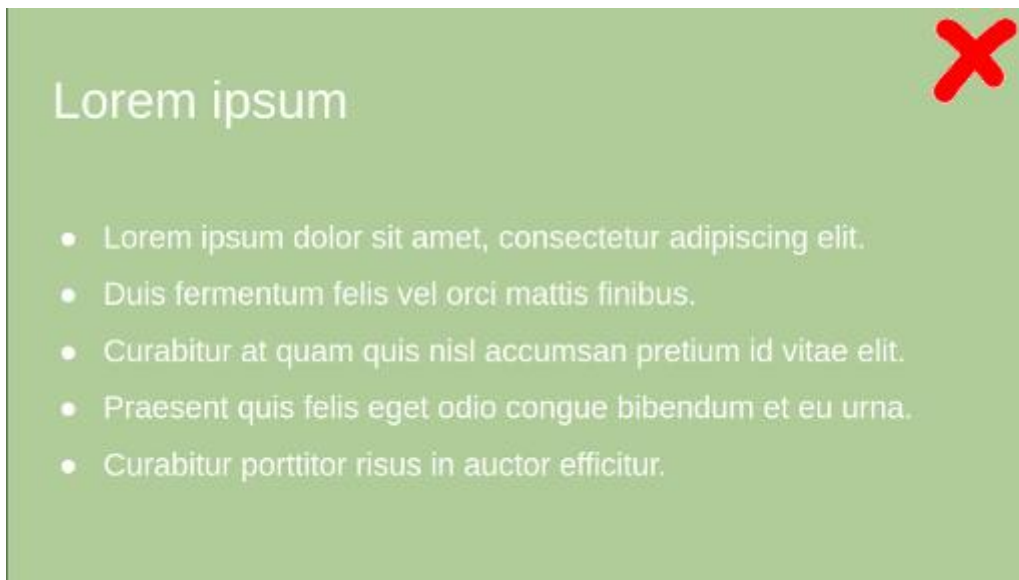 Lorem ipsum
● Lorem ipsum dolor sit amet, consectetur adipiscing elit.
● Duis fermentum felis vel orci mattis finibus.
● Curabitur at quam quis nisl accumsan pretium id vitae elit.
● Praesent quis felis eget odio congue bibendum et eu urna.
● Curabitur porttitor risus in auctor efficitur.